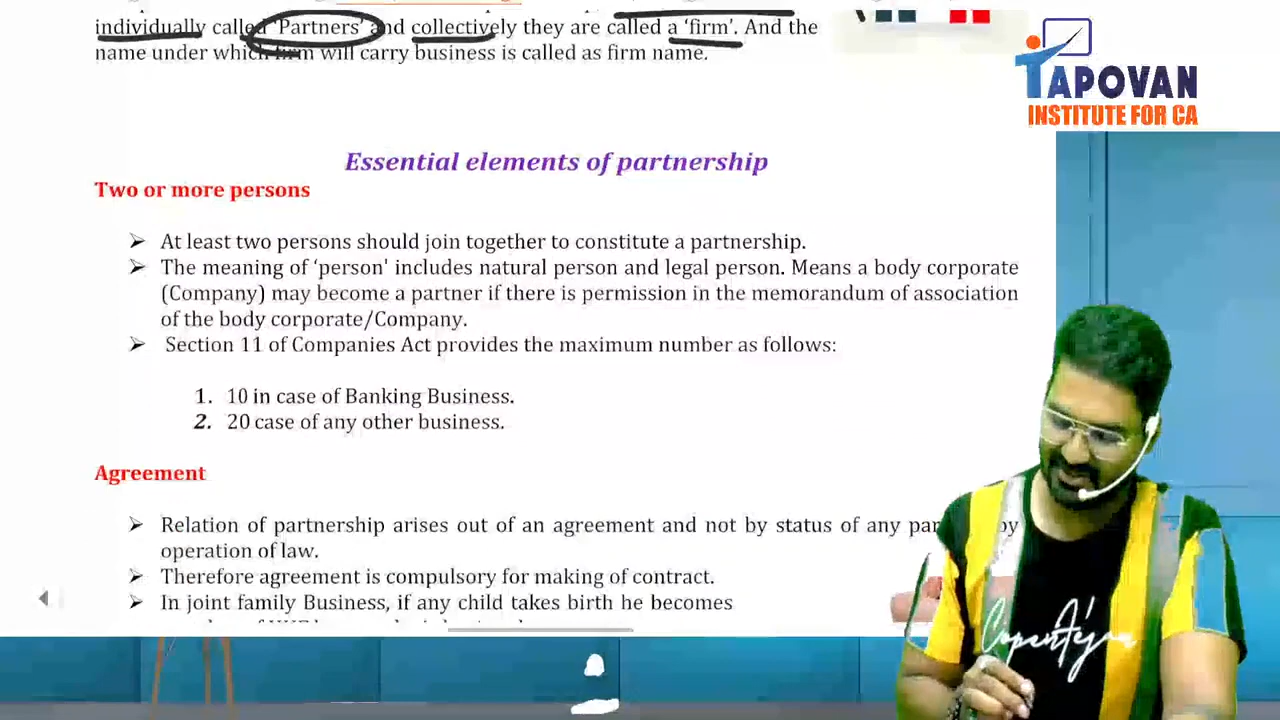 individually called 'Partners' and collectively they are called a 'firm'. And the
name under which firm will carry business is called as firm name.
TAPOVAN
INSTITUTE FOR CA
Essential elements of partnership
Two or more persons
➢ At least two persons should join together to constitute a partnership.
➢ The meaning of 'person' includes natural person and legal person. Means a body corporate
(Company) may become a partner if there is permission in the memorandum of association
of the body corporate/Company.
➢ Section 11 of Companies Act provides the maximum number as follows:
1. 10 in case of Banking Business.
2. 20 case of any other business.
Agreement
➢ Relation of partnership arises out of an agreement and not by status of any by
operation of law.
➢ Therefore agreement is compulsory for making of contract.
➢ In joint family Business, if any child takes birth he becomes